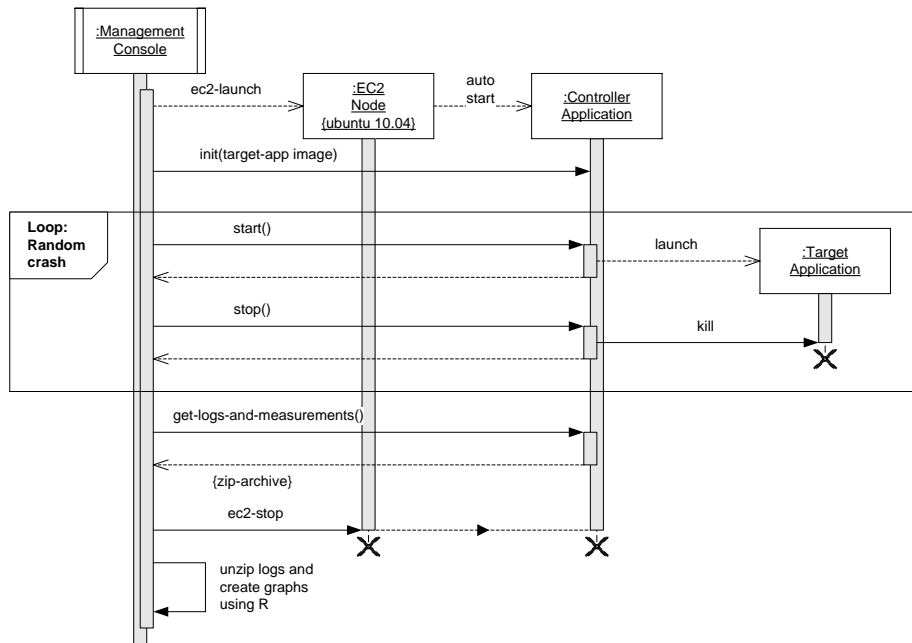 :Management
Console
ec2-launch
:EC2
Node
{ubuntu 10.04}
auto
start
:Controller
Application
init(target-app image)
Loop:
Random
crash
start()
launch
:Target
Application
stop()
kill
get-logs-and-measurements()
{zip-archive}
ec2-stop
unzip logs and
create graphs
using R